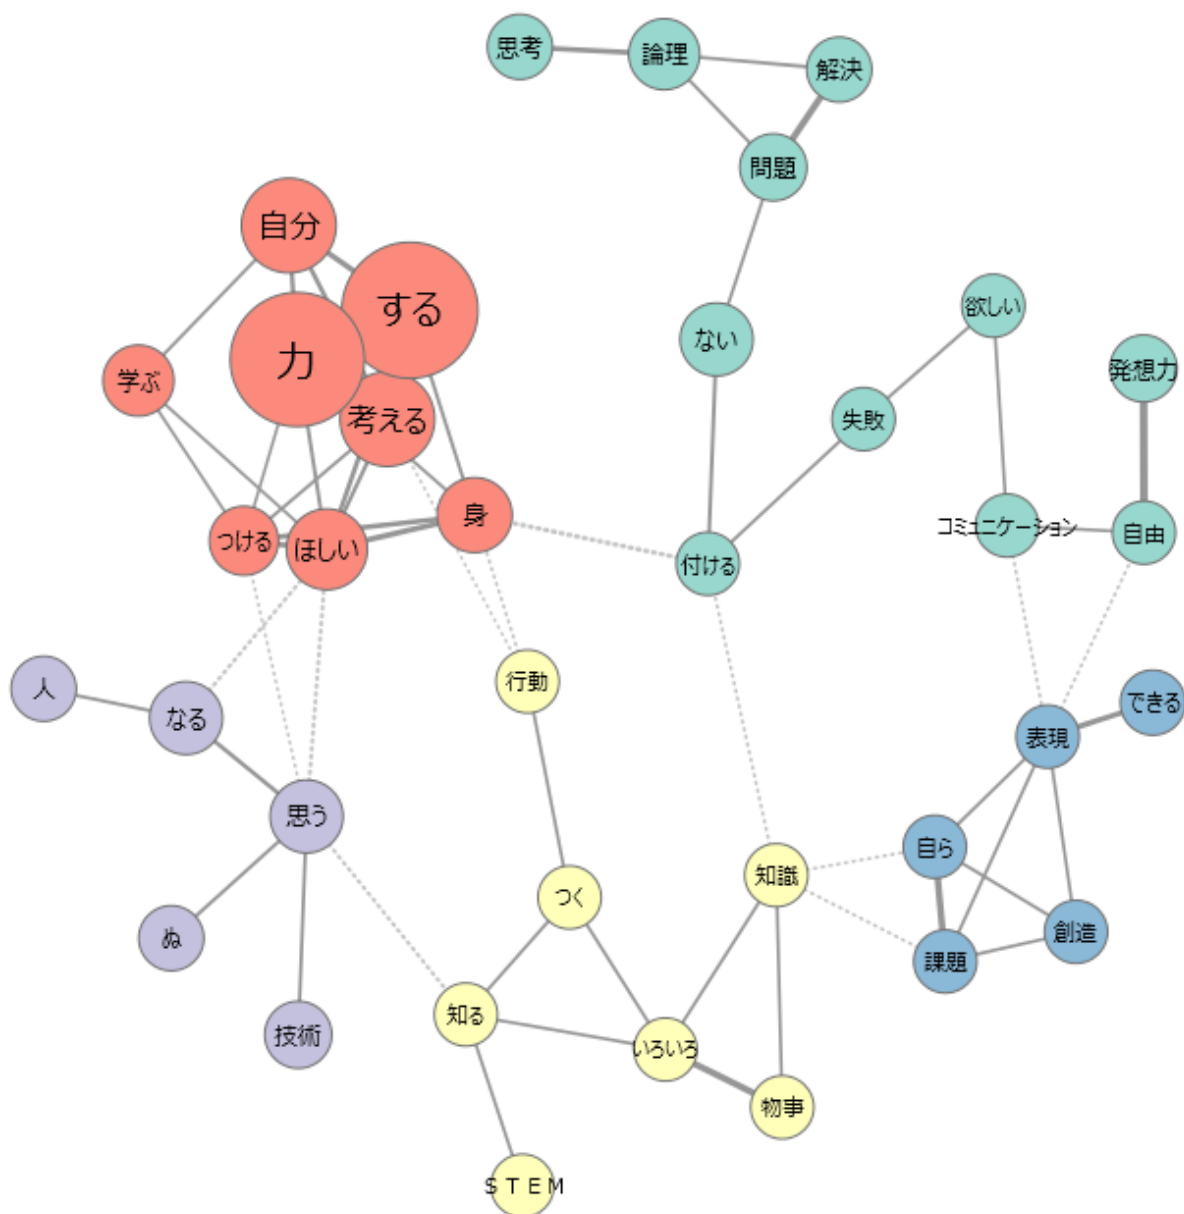 思考
論理
解決
問題
自分
する
力
学ぶ
考える
ない
欲しい
発想力
失敗
つける
ほしい
身
付ける
コミュニケーション
自由
行動
人
なる
表現
できる
思う
自ら
知識
つく
ぬ
創造
課題
知る
技術
いろいろ
物事
ＳＴＥＭ